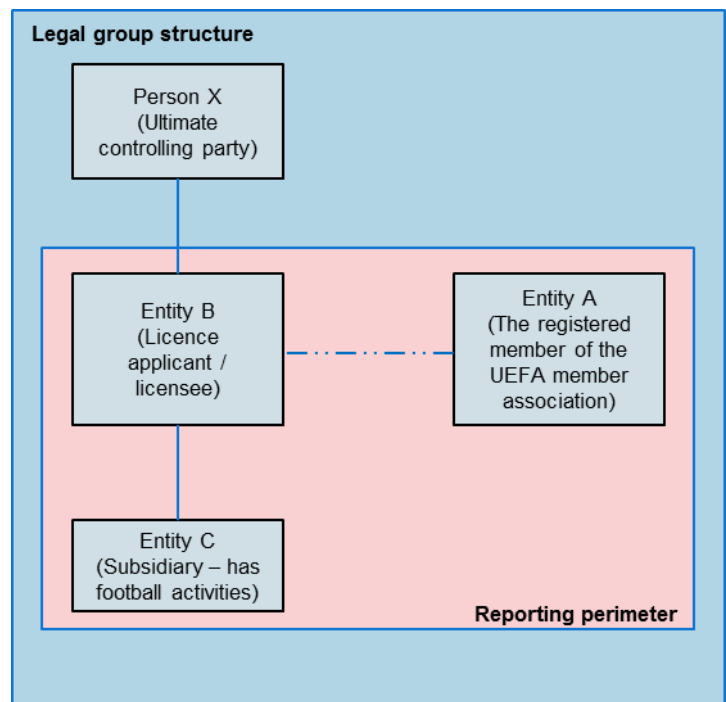 Legal group structure
Person X
(Ultimate
controlling party)
Entity B
(Licence
applicant /
licensee)
Entity A
(The registered
member of the
UEFA member
association)
Entity C
(Subsidiary – has
football activities)
Reporting perimeter